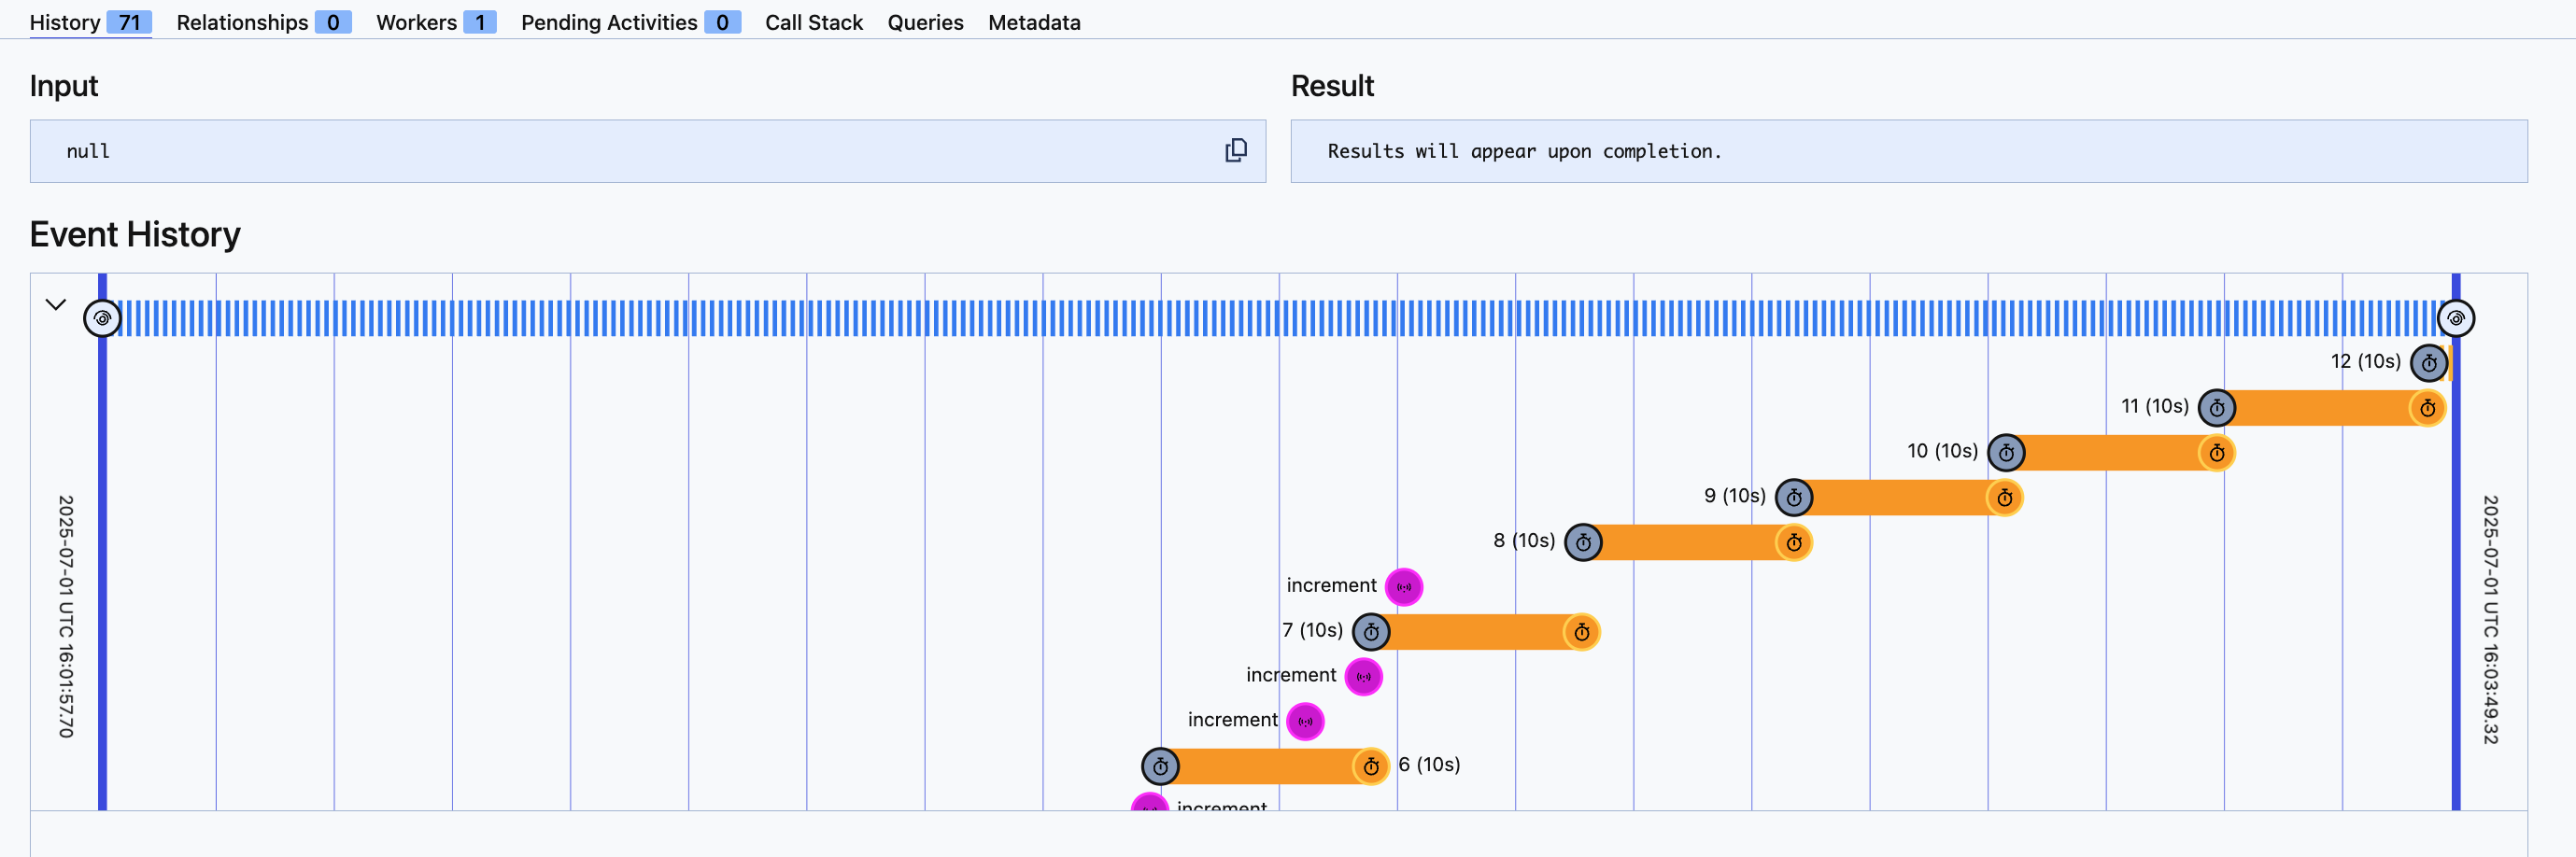 History 71 Relationships 0 Workers 1 Pending Activities 0 Call Stack Queries Metadata
Input
Result
null
Results will appear upon completion.
Event History
12 (10s)
11 (10s)
10 (10s)
9 (10s)
8 (10s)
increment
7 (10s)
increment
increment
6 (10s)
increment
2025-07-01 UTC 16:01:57.70
2025-07-01 UTC 16:03:49.32